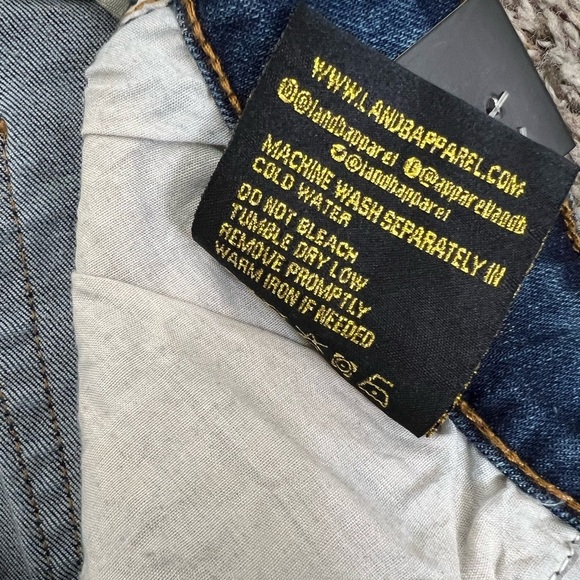 WWW.LANDBAPPAREL.COM
@landbapparel @apparellandb
@landbapparel
MACHINE WASH SEPARATELY IN
COLD WATER
DO NOT BLEACH
TUMBLE DRY LOW
REMOVE PROMPTLY
WARM IRON IF NEEDED